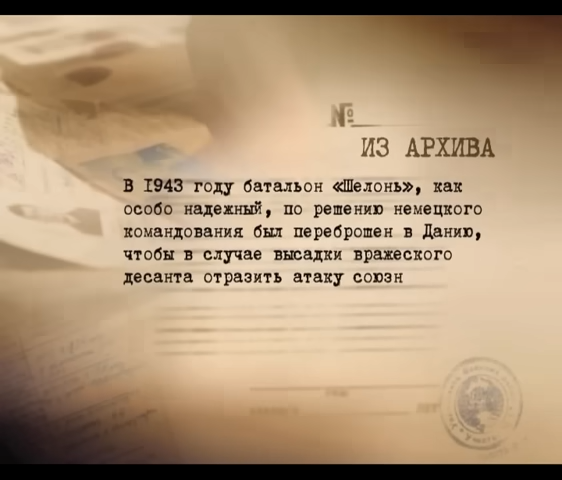 №
ИЗ АРХИВА
В 1943 году батальон «Шелонь», как
особо надежный, по решению немецкого
командования был переброшен в Данию,
чтобы в случае высадки вражеского
десанта отразить атаку союзн